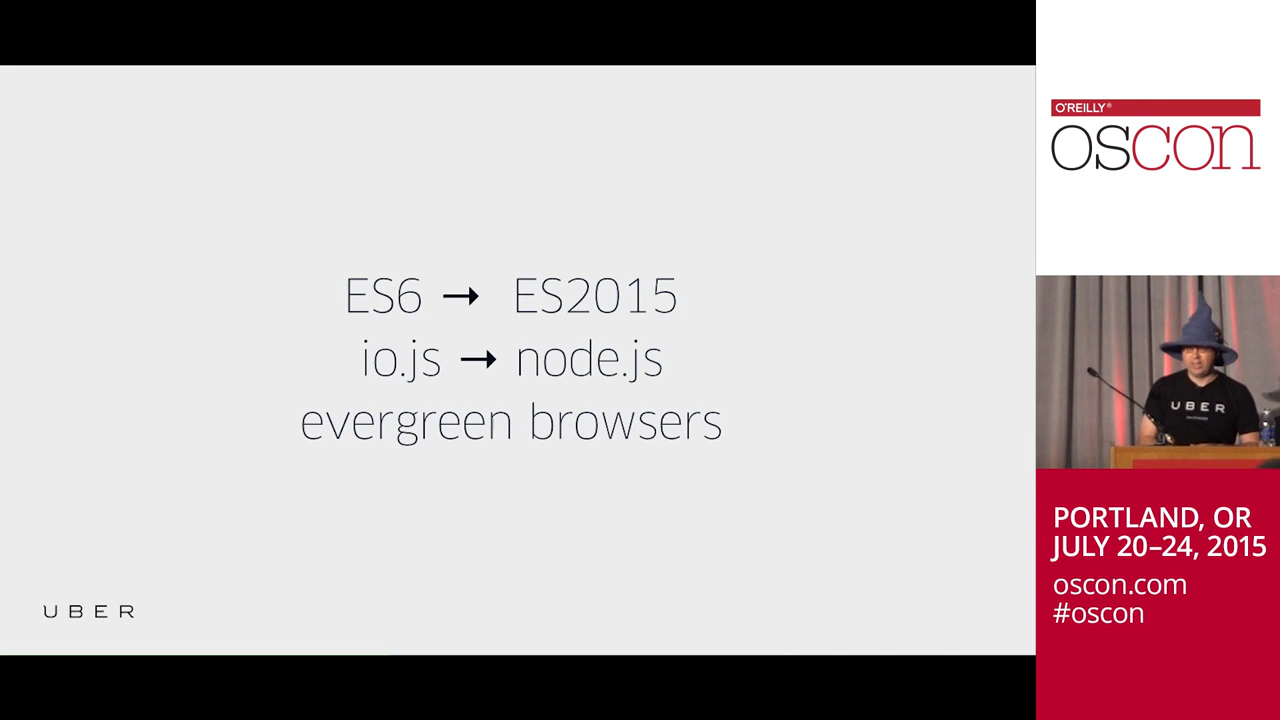 ES6 → ES2015
io.js → node.js
evergreen browsers
UBER
O'REILLY®
oscon
UBER
PORTLAND, OR
JULY 20–24, 2015
oscon.com
#oscon